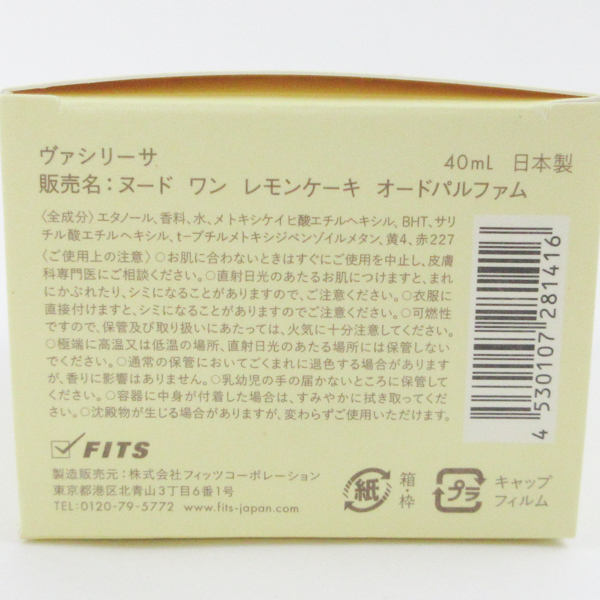 ヴァシリーサ 40mL 日本製
販売名：ヌード ワン レモンケーキ オードパルファム
〈全成分〉エタノール、香料、水、メトキシケイヒ酸エチルヘキシル、BHT、サリ
チル酸エチルヘキシル、t−ブチルメトキシジベンゾイルメタン、黄4、赤227
〈ご使用上の注意〉○お肌に合わないときはすぐにご使用を中止し、皮膚
科専門医にご相談ください。○直射日光のあたるお肌につけますと、まれ
にかぶれたり、シミになることがありますので、ご注意ください。○衣服に
直接付けますと、シミになることがありますのでご注意ください。○可燃性
ですので、保管及び取り扱いにあたっては、火気に十分注意してください。
○極端に高温又は低温の場所、直射日光のあたる場所には保管しない
でください。○通常の保管においてごくまれに退色する場合があります
が、香りに影響はありません。○乳幼児の手の届かないところに保管して
ください。○容器に中身が付着した場合は、すみやかに拭き取ってくだ
さい。○沈殿物が生じる場合がありますが、変わらずご使用いただけます。
4 530107 281416
FITS
製造販売元：株式会社フィッツコーポレーション
東京都港区北青山3丁目6番1号
TEL：0120-79-5772 www.fits-japan.com
紙
箱・枠
プラ
キャップ
フィルム